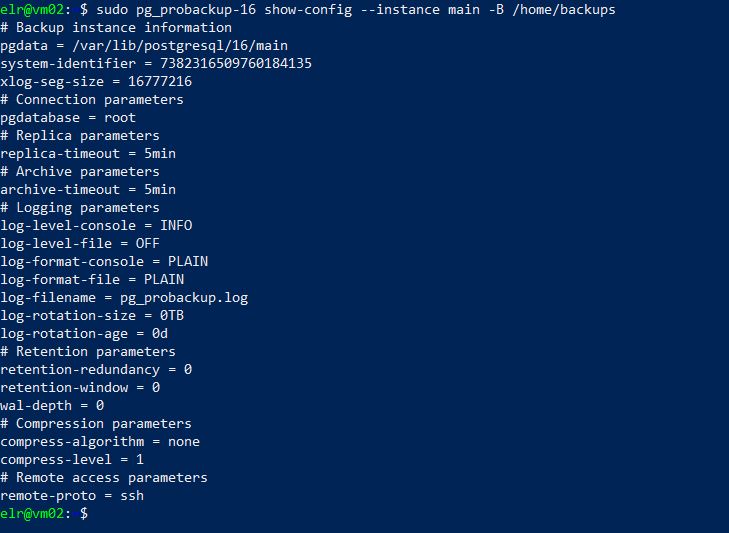 elr@vm02: $ sudo pg_probackup-16 show-config --instance main -B /home/backups
# Backup instance information
pgdata = /var/lib/postgresql/16/main
system-identifier = 7382316509760184135
xlog-seg-size = 16777216
# Connection parameters
pgdatabase = root
# Replica parameters
replica-timeout = 5min
# Archive parameters
archive-timeout = 5min
# Logging parameters
log-level-console = INFO
log-level-file = OFF
log-format-console = PLAIN
log-format-file = PLAIN
log-filename = pg_probackup.log
log-rotation-size = 0TB
log-rotation-age = 0d
# Retention parameters
retention-redundancy = 0
retention-window = 0
wal-depth = 0
# Compression parameters
compress-algorithm = none
compress-level = 1
# Remote access parameters
remote-proto = ssh
elr@vm02: $